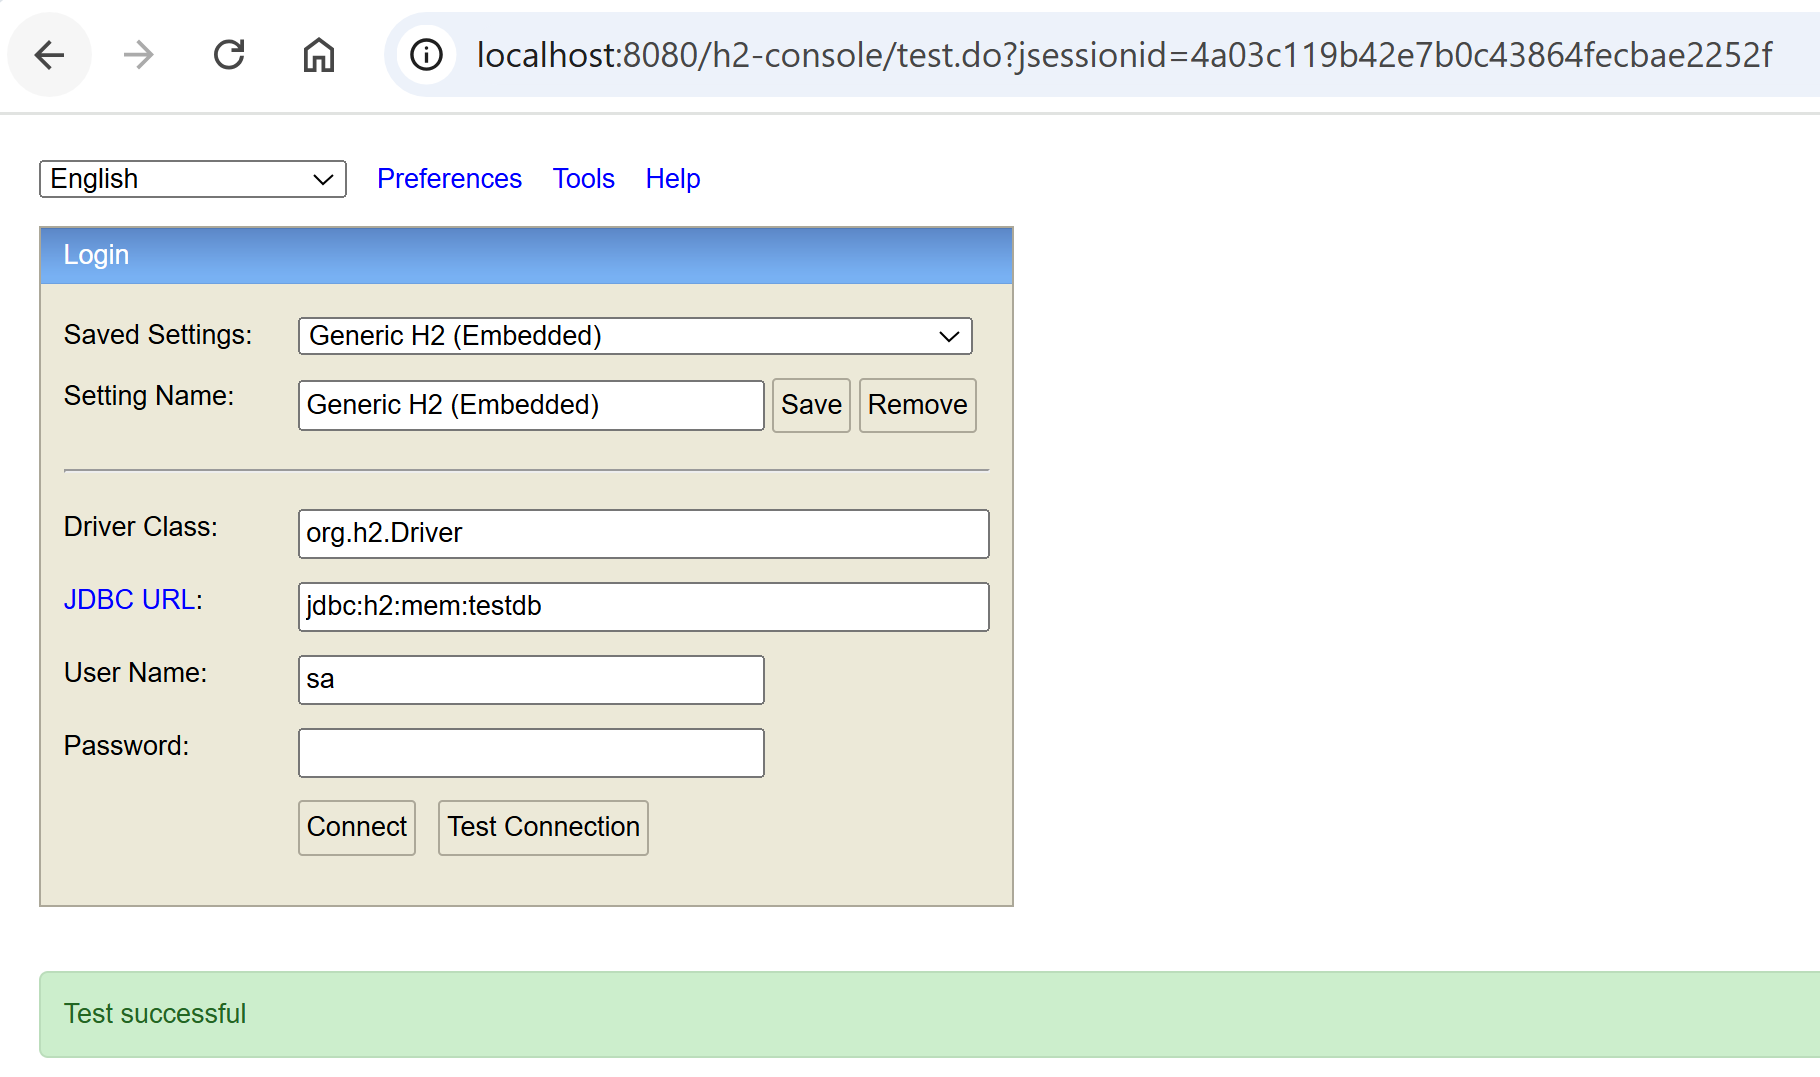 localhost:8080/h2-console/test.do?jsessionid=4a03c119b42e7b0c43864fecbae2252f
English Preferences Tools Help
Login
Saved Settings: Generic H2 (Embedded)
Setting Name: Generic H2 (Embedded) Save Remove
Driver Class: org.h2.Driver
JDBC URL: jdbc:h2:mem:testdb
User Name: sa
Password:
Connect Test Connection
Test successful